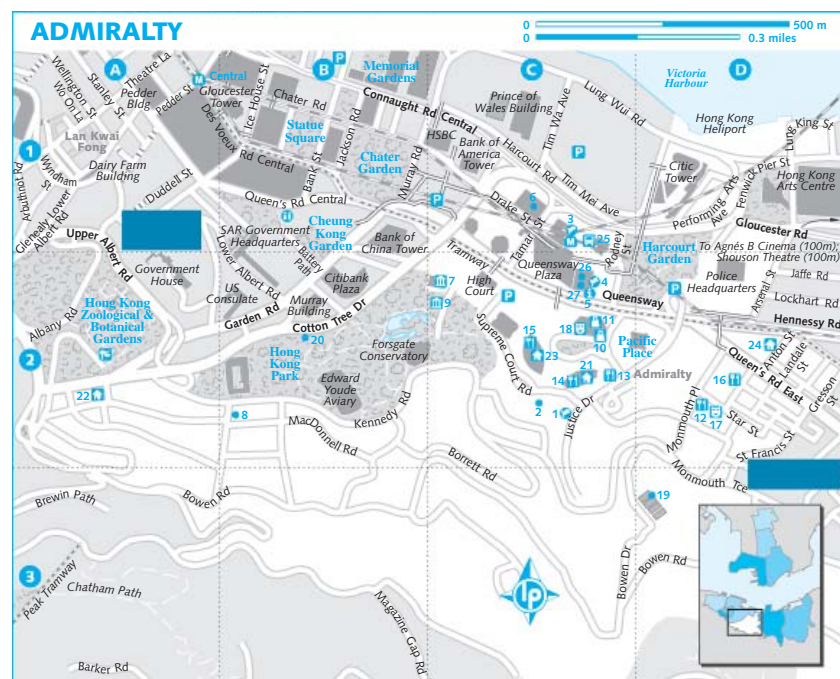 ADMIRALTY
0 500 m
0 0.3 miles
A
B
C
D
1
2
3
Wellington St
Wo On La
Stanley St
Theatre La
Pedder Bldg
Pedder St
M Central
Gloucester Tower
Ice House St
Des Voeux Rd Central
Chater Rd
P
Memorial Gardens
Connaught Rd Central
Statue Square
Jackson Rd
Bank St
Chater Garden
Murray Rd
HSBC
Bank of America Tower
Prince of Wales Building
Harcourt Rd
Tim Wa Ave
Lung Wui Rd
P
Tim Mei Ave
Victoria Harbour
Hong Kong Heliport
Lung King St
Citic Tower
Performing Arts Ave
Fenwick Pier St
Hong Kong Arts Centre
Gloucester Rd
To Agnès B Cinema (100m);
Shouson Theatre (100m)
Lan Kwai Fong
Dairy Farm Building
Wyndham St
Arbuthnot Rd
Glenealy
Lower Albert Rd
Upper Albert Rd
Duddell St
Queen's Rd Central
SAR Government Headquarters
Cheung Kong Garden
Battery Path
Bank of China Tower
P
Drake St
6
3
M
25
Tamar St
Rodney St
Harcourt Garden
Government House
Lower Albert Rd
US Consulate
Garden Rd
Murray Building
Citibank Plaza
Cotton Tree Dr
Tramway
High Court
Queensway Plaza
26
4
27
5
Queensway
P
P
Police Headquarters
Arsenal St
Jaffe Rd
Lockhart Rd
Hennessy Rd
Albany Rd
Hong Kong Zoological & Botanical Gardens
7
9
20
Hong Kong Park
Forsgate Conservatory
Edward Youde Aviary
Kennedy Rd
Supreme Court Rd
15
18
11
10
23
Pacific Place
21
14
13
Admiralty
2
1
Justice Dr
24
Anton St
Landale St
Queen's Rd East
Gresson St
16
Monmouth Pl
12
17
Star St
St Francis St
Monmouth Tce
22
8
MacDonnell Rd
Borrett Rd
Bowen Rd
Brewin Path
19
Bowen Dr
Bowen Rd
Peak Tramway
Chatham Path
Magazine Gap Rd
Barker Rd
lp